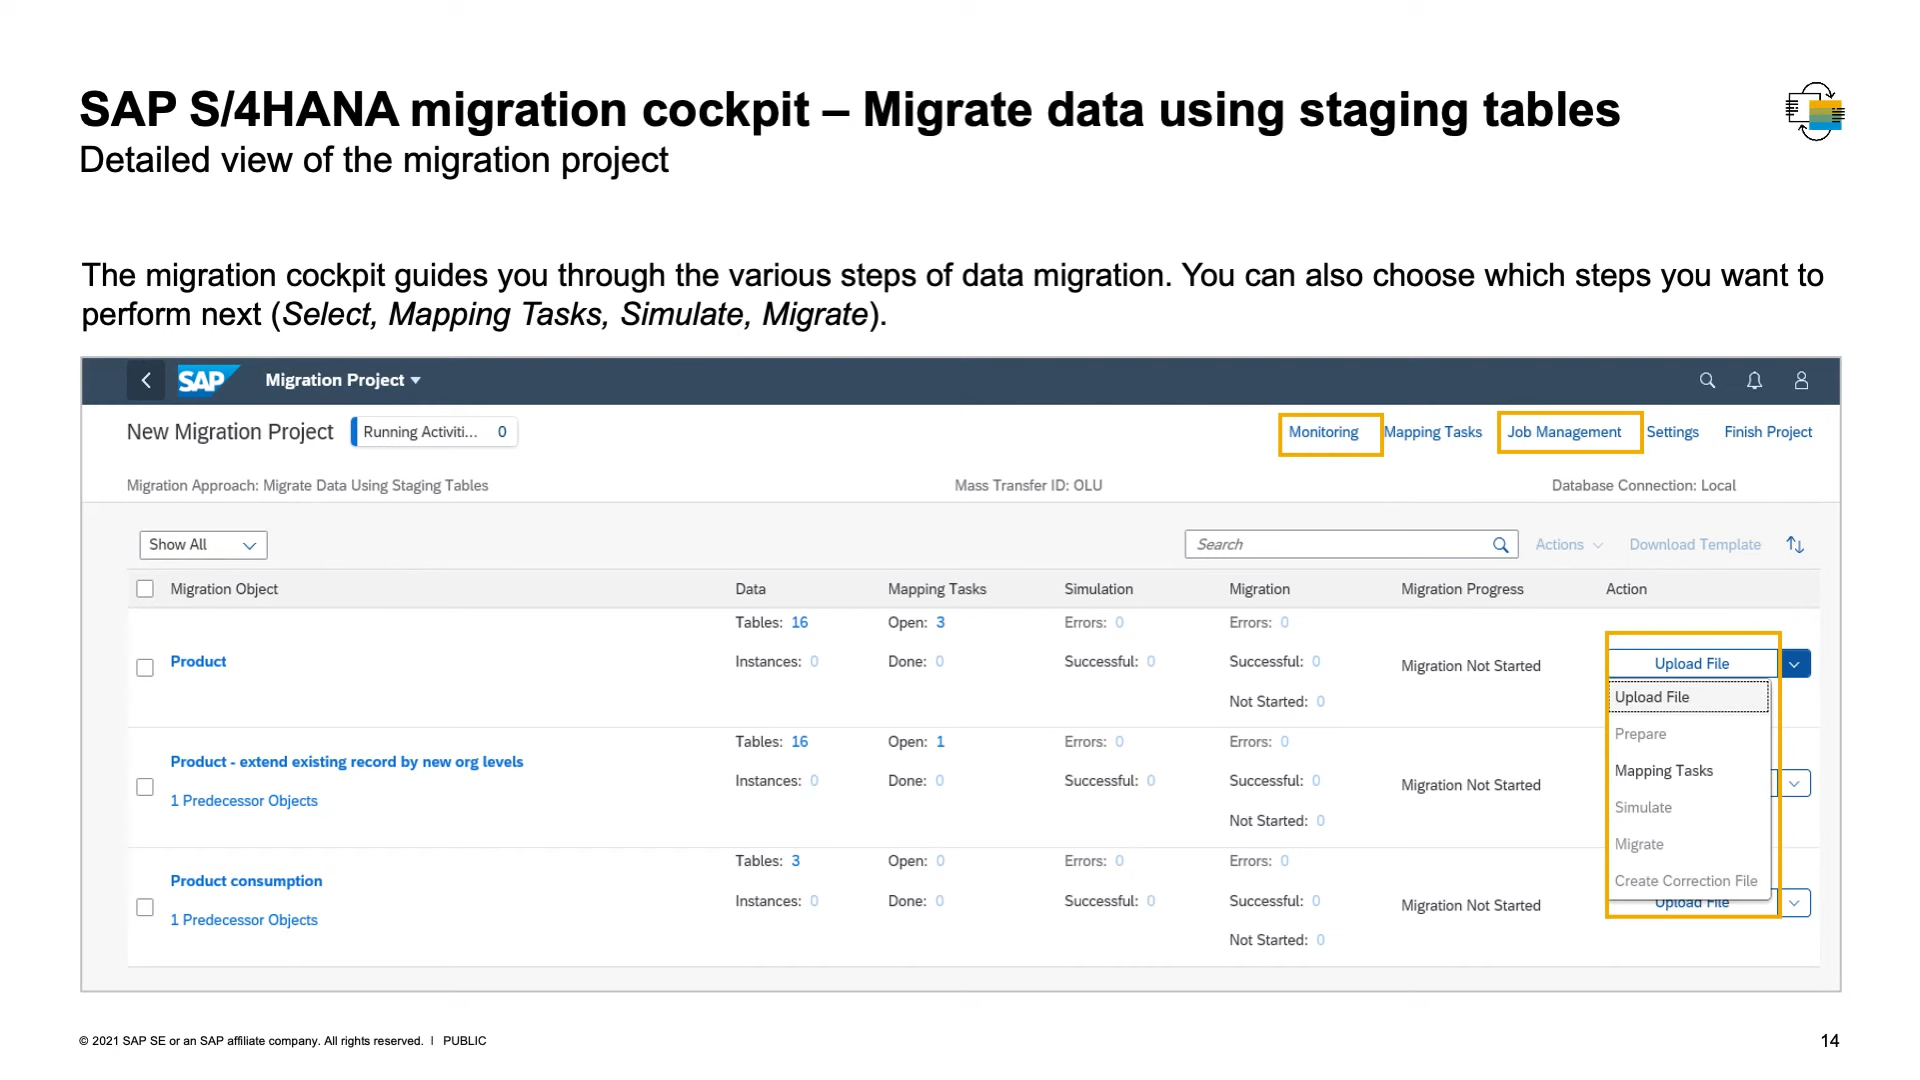 SAP S/4HANA migration cockpit – Migrate data using staging tables
Detailed view of the migration project
The migration cockpit guides you through the various steps of data migration. You can also choose which steps you want to
perform next (Select, Mapping Tasks, Simulate, Migrate).
SAP Migration Project
New Migration Project Running Activiti... 0 Monitoring Mapping Tasks Job Management Settings Finish Project
Migration Approach: Migrate Data Using Staging Tables Mass Transfer ID: OLU Database Connection: Local
Show All Search Actions Download Template
Migration Object Data Mapping Tasks Simulation Migration Migration Progress Action
Tables: 16 Open: 3 Errors: 0 Errors: 0
Product Instances: 0 Done: 0 Successful: 0 Successful: 0 Migration Not Started Upload File
Not Started: 0 Upload File
Prepare
Tables: 16 Open: 1 Errors: 0 Errors: 0
Product - extend existing record by new org levels Mapping Tasks
Instances: 0 Done: 0 Successful: 0 Successful: 0 Migration Not Started
1 Predecessor Objects Simulate
Not Started: 0
Migrate
Tables: 3 Open: 0 Errors: 0 Errors: 0
Product consumption Create Correction File
Instances: 0 Done: 0 Successful: 0 Successful: 0 Migration Not Started Upload File
1 Predecessor Objects
Not Started: 0
© 2021 SAP SE or an SAP affiliate company. All rights reserved. | PUBLIC 14